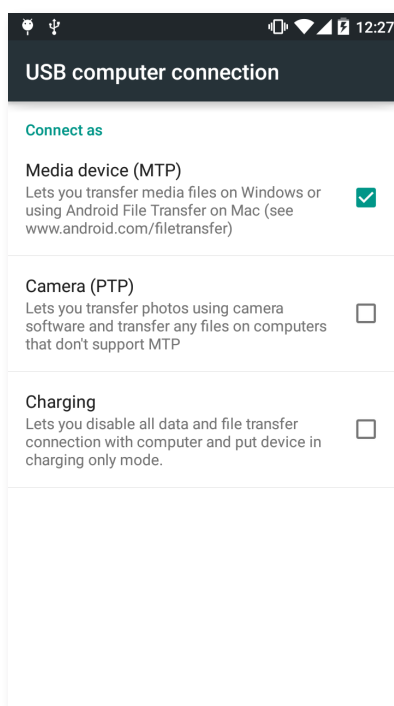 12:27
USB computer connection
Connect as
Media device (MTP)
Lets you transfer media files on Windows or
using Android File Transfer on Mac (see
www.android.com/filetransfer)
Camera (PTP)
Lets you transfer photos using camera
software and transfer any files on computers
that don't support MTP
Charging
Lets you disable all data and file transfer
connection with computer and put device in
charging only mode.